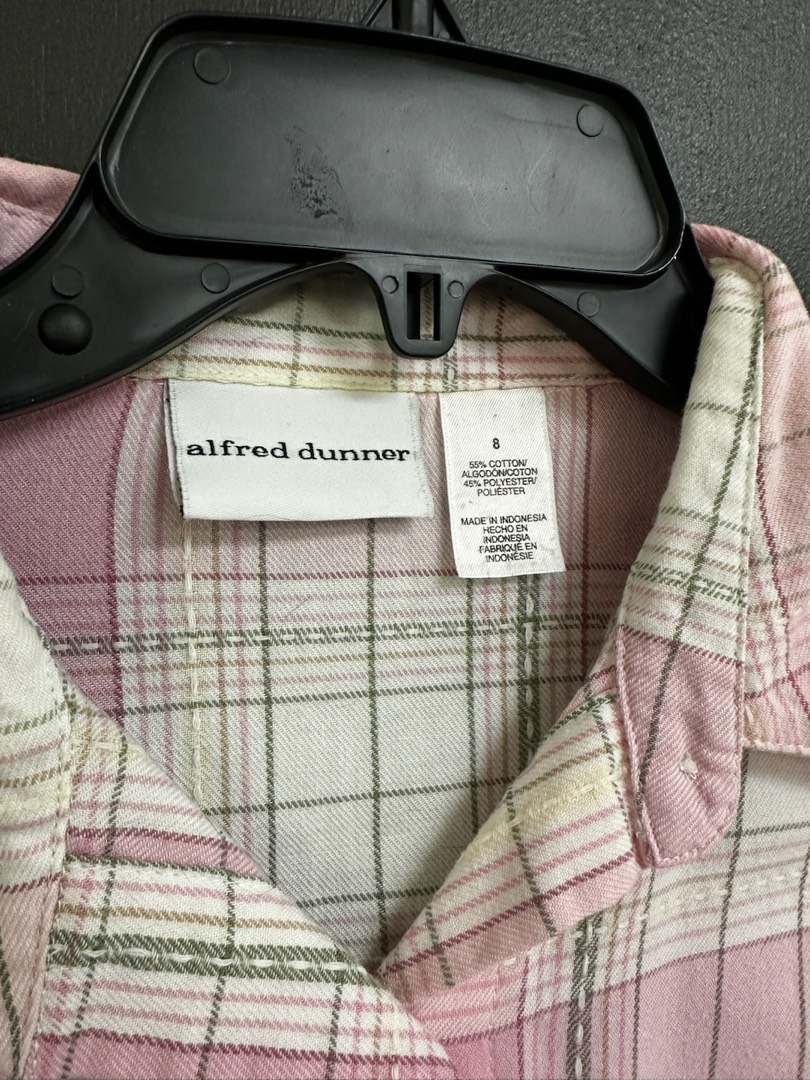 alfred dunner
8
55% COTTON/
ALGODÓN/COTON
45% POLYESTER/
POLIÉSTER
MADE IN INDONESIA
HECHO EN
INDONESIA
FABRIQUÉ EN
INDONÉSIE